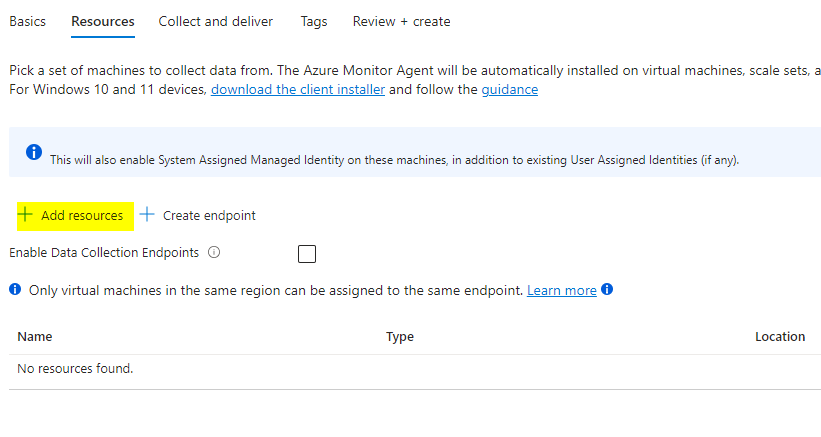 Basics Resources Collect and deliver Tags Review + create
Pick a set of machines to collect data from. The Azure Monitor Agent will be automatically installed on virtual machines, scale sets, a
For Windows 10 and 11 devices, download the client installer and follow the guidance
This will also enable System Assigned Managed Identity on these machines, in addition to existing User Assigned Identities (if any).
+ Add resources + Create endpoint
Enable Data Collection Endpoints
Only virtual machines in the same region can be assigned to the same endpoint. Learn more
Name Type Location
No resources found.